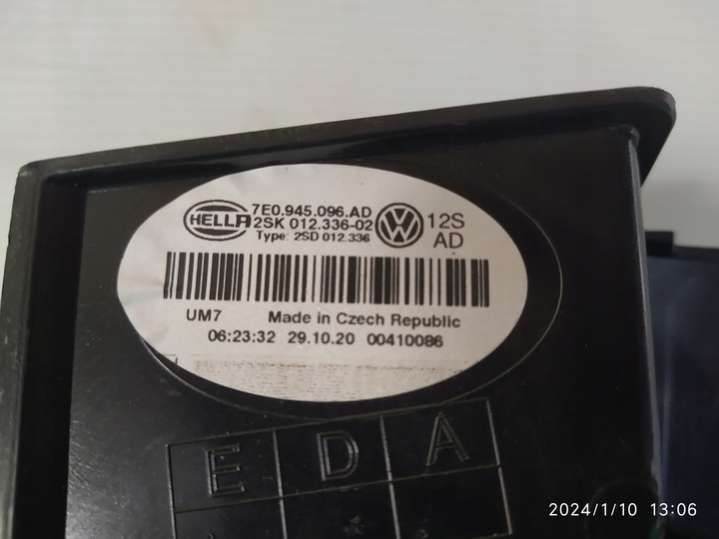 HELLA 7E0.945.096.AD
2SK 012.336-02
Type: 2SD 012.336
VW
12S
AD
UM7 Made in Czech Republic
06:23:32 29.10.20 00410086
E D A
2024/1/10 13:06